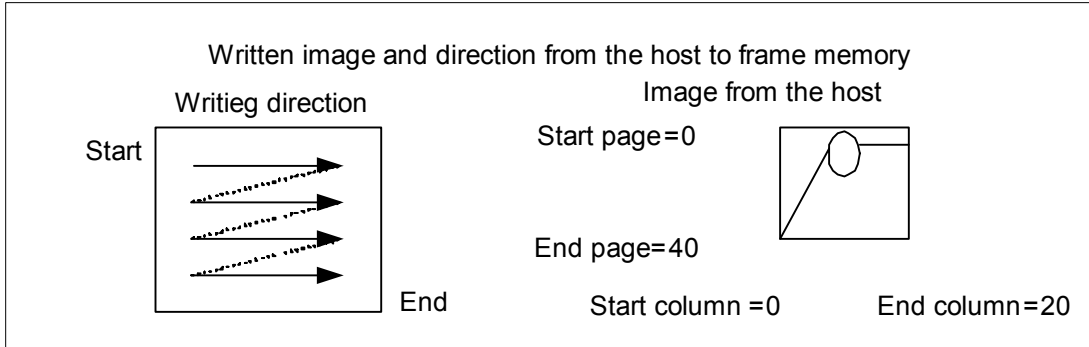 Written image and direction from the host to frame memory
Writieg direction
Image from the host
Start
Start page=0
End page=40
End
Start column =0
End column=20